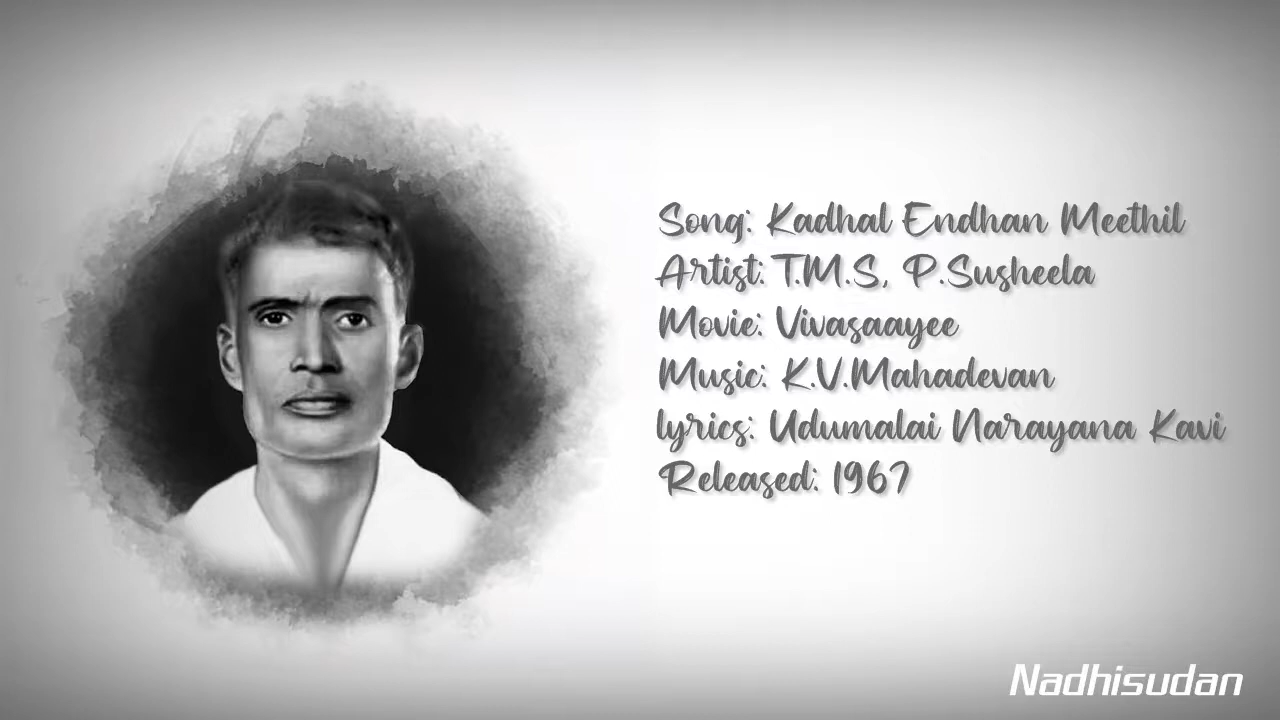 Song: Kadhal Endhan Meethil
Artist: T.M.S, P.Susheela
Movie: Vivasaayee
Music: K.V.Mahadevan
lyrics: Udumalai Narayana Kavi
Released: 1967
Nadhisudan